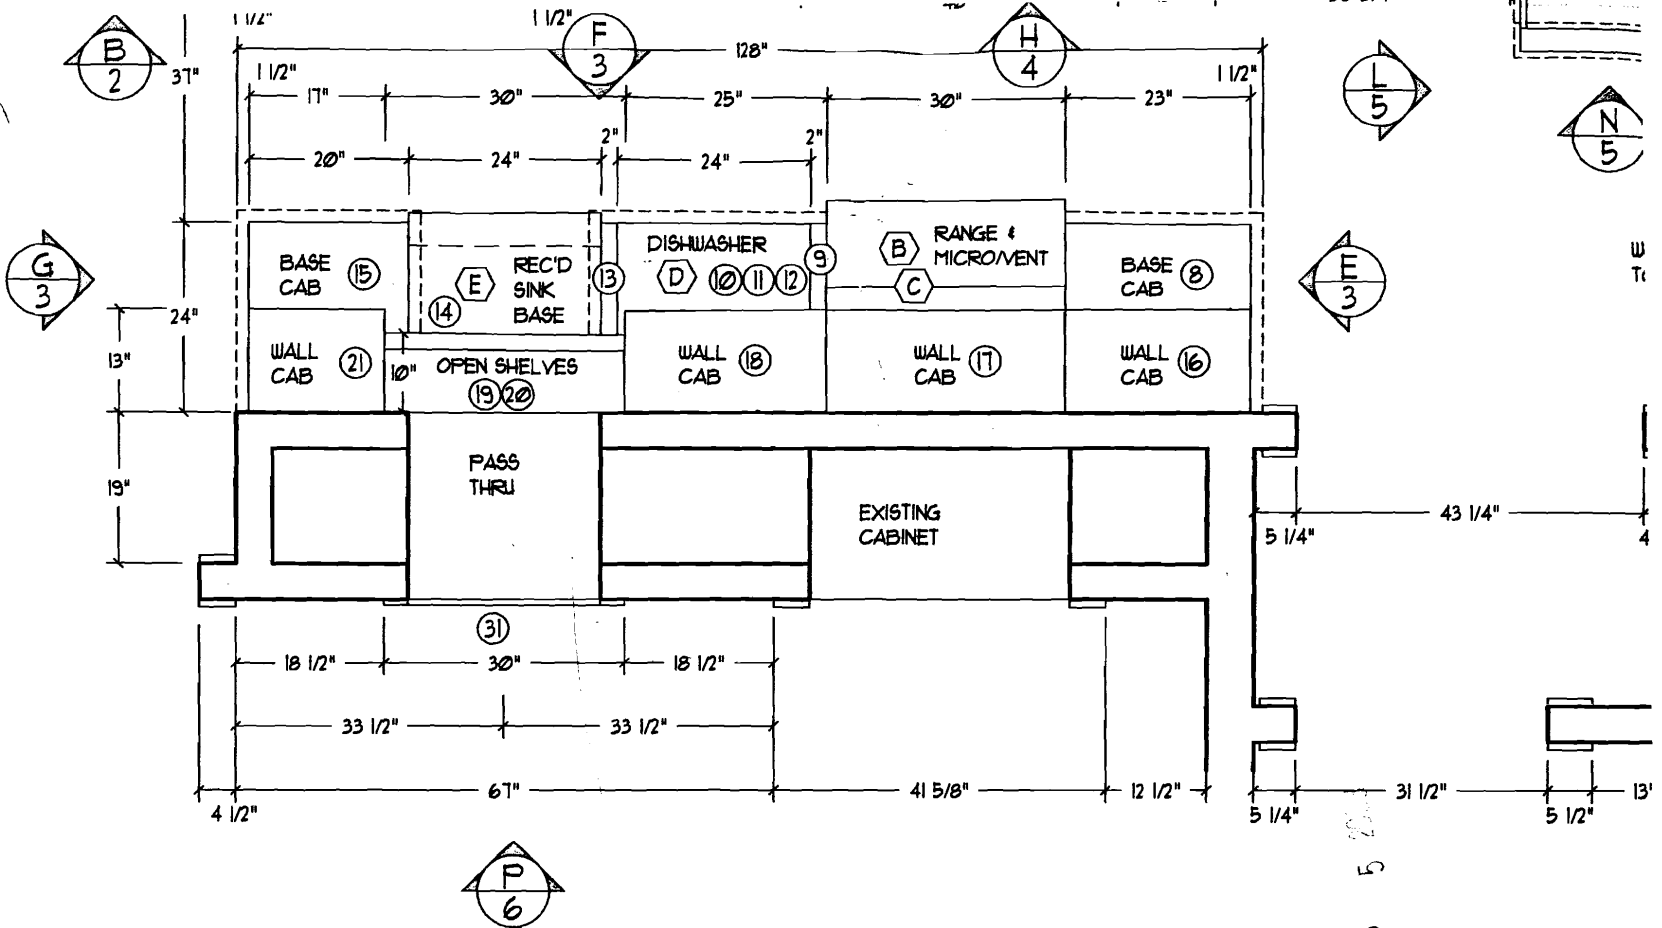 1 1/2"
1 1/2"
B
2
F
3
H
4
L
5
N
5
37"
128"
1 1/2"
1 1/2"
17"
30"
25"
30"
23"
2"
2"
20"
24"
24"
G
3
E
3
BASE
CAB
15
E
REC'D
SINK
BASE
14
13
DISHWASHER
D
10
11
12
9
B
RANGE &
MICRO/VENT
C
BASE
CAB
8
24"
13"
WALL
CAB
21
10"
OPEN SHELVES
19
20
WALL
CAB
18
WALL
CAB
17
WALL
CAB
16
19"
PASS
THRU
EXISTING
CABINET
5 1/4"
43 1/4"
4
31
18 1/2"
30"
18 1/2"
33 1/2"
33 1/2"
4 1/2"
67"
41 5/8"
12 1/2"
5 1/4"
31 1/2"
5 1/2"
13"
P
6
5